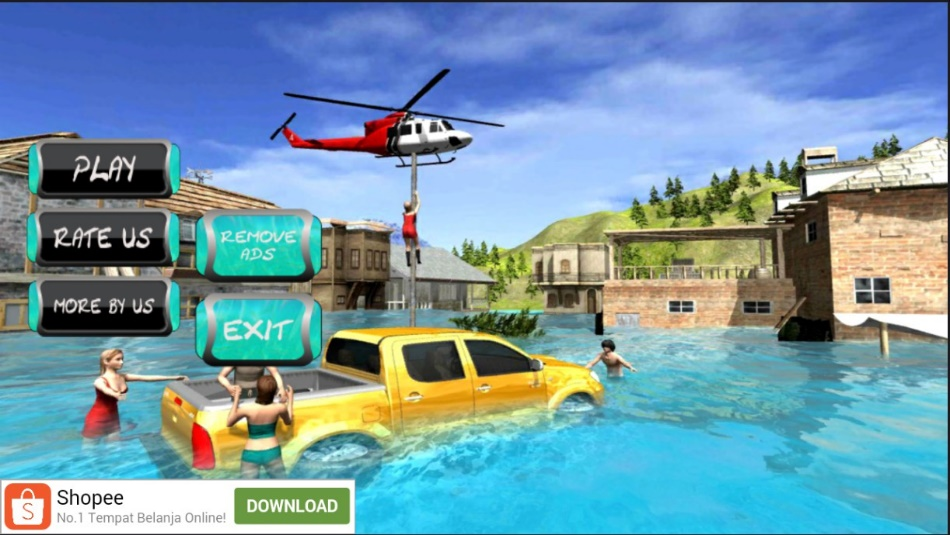 PLAY
RATE US
MORE BY US
REMOVE
ADS
EXIT
Shopee
No.1 Tempat Belanja Online!
DOWNLOAD